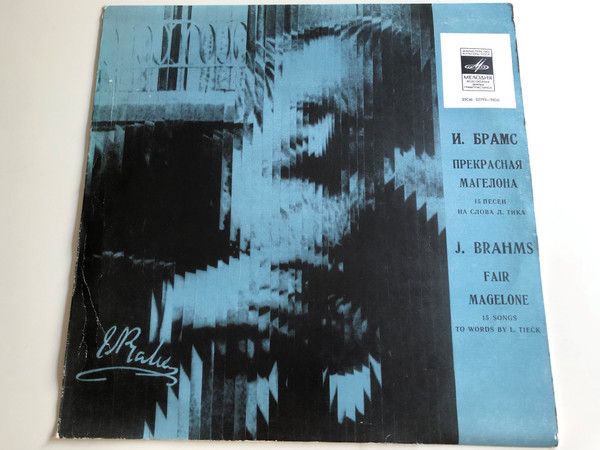 МЕЛОДИЯ
И. БРАМС
ПРЕКРАСНАЯ
МАГЕЛОНА
15 ПЕСЕН
НА СЛОВА Л. ТИКА
J. BRAHMS
FAIR
MAGELONE
15 SONGS
TO WORDS BY L. TIECK